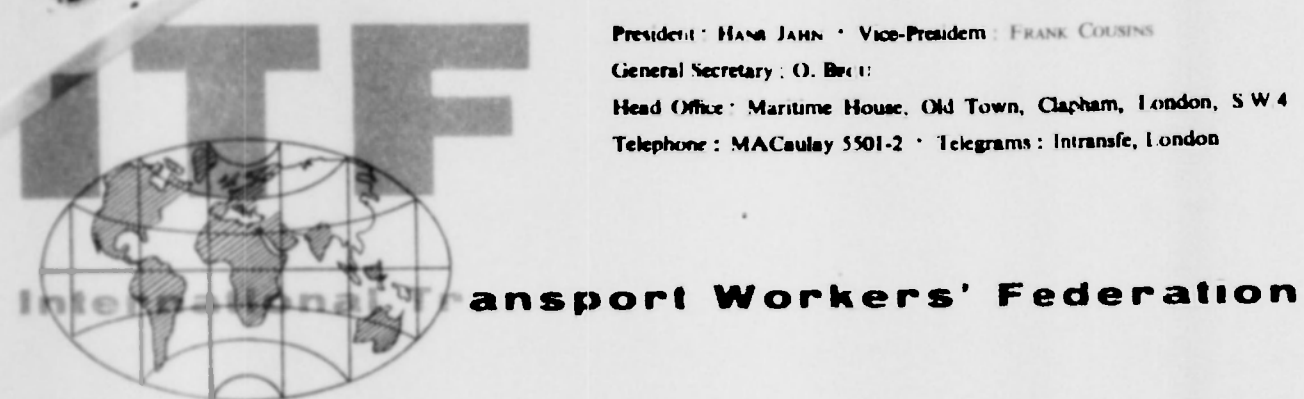 ITF
President : HANS JAHN · Vice-President : FRANK COUSINS
General Secretary : O.
Head Office : Maritime House, Old Town, Clapham, London, S W 4
Telephone : MACaulay 5501-2 · Telegrams : Intransfe, London
International Transport Workers' Federation